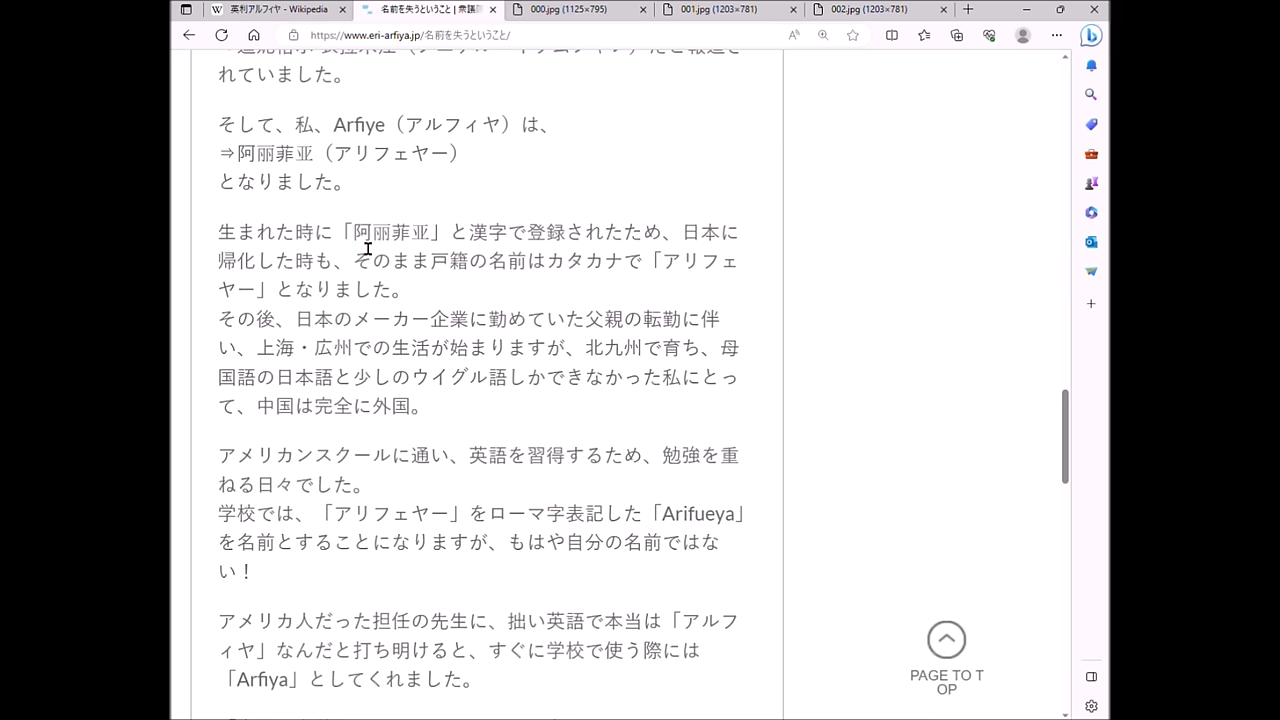 英利アルフィヤ - Wikipedia
名前を失うということ | 衆議院
000.jpg (1125×795)
001.jpg (1203×781)
002.jpg (1203×781)
https://www.eri-arfiya.jp/名前を失うということ/
れていました。
そして、私、Arfiye（アルフィヤ）は、
⇒阿丽菲亚（アリフェヤー）
となりました。
生まれた時に「阿丽菲亚」と漢字で登録されたため、日本に
帰化した時も、そのまま戸籍の名前はカタカナで「アリフェ
ヤー」となりました。
その後、日本のメーカー企業に勤めていた父親の転勤に伴
い、上海・広州での生活が始まりますが、北九州で育ち、母
国語の日本語と少しのウイグル語しかできなかった私にとっ
て、中国は完全に外国。
アメリカンスクールに通い、英語を習得するため、勉強を重
ねる日々でした。
学校では、「アリフェヤー」をローマ字表記した「Arifueya」
を名前とすることになりますが、もはや自分の名前ではな
い！
アメリカ人だった担任の先生に、拙い英語で本当は「アルフ
ィヤ」なんだと打ち明けると、すぐに学校で使う際には
「Arfiya」としてくれました。
PAGE TO T
OP